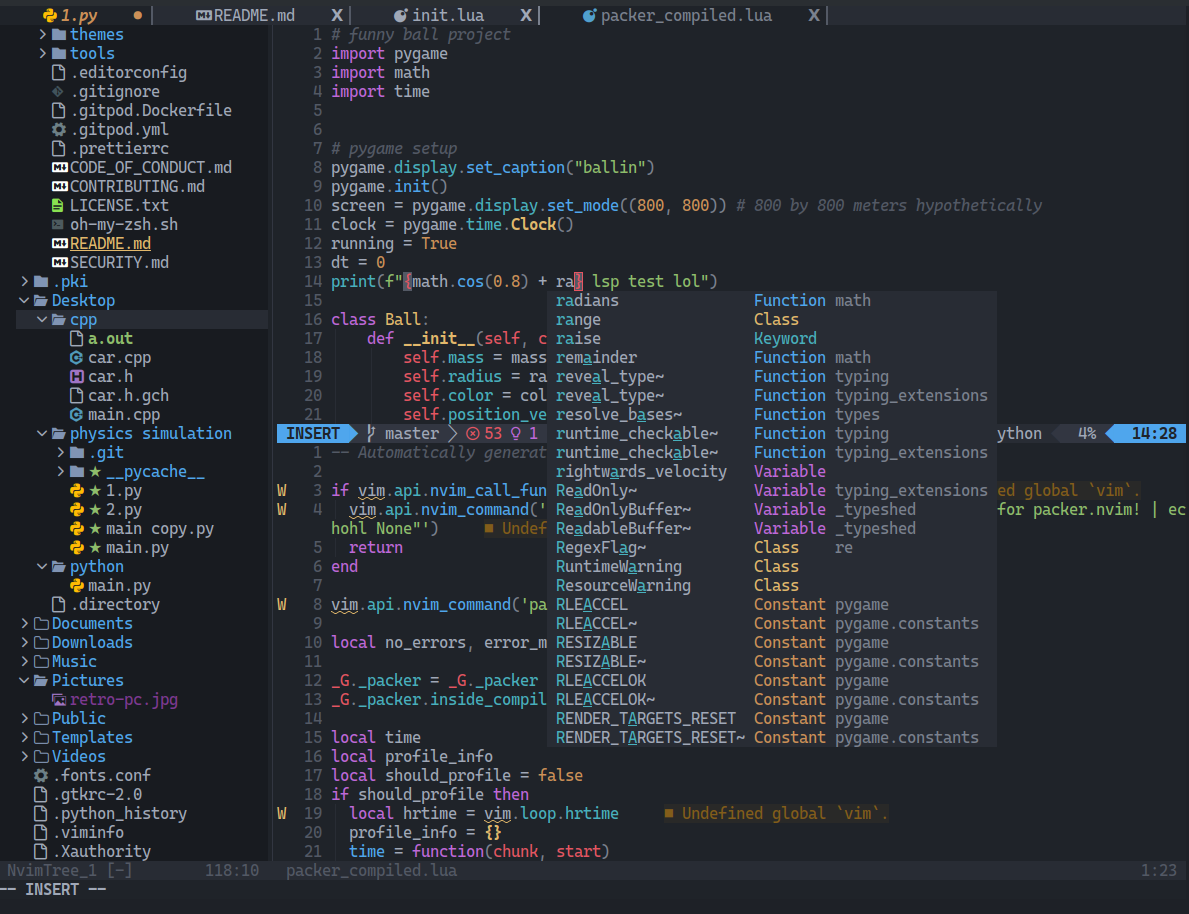 1.py ● README.md X init.lua X packer_compiled.lua X
themes
tools
.editorconfig
.gitignore
.gitpod.Dockerfile
.gitpod.yml
.prettierrc
CODE_OF_CONDUCT.md
CONTRIBUTING.md
LICENSE.txt
oh-my-zsh.sh
README.md
SECURITY.md
.pki
Desktop
cpp
a.out
car.cpp
car.h
car.h.gch
main.cpp
physics simulation
.git
★ __pycache__
★ 1.py
★ 2.py
★ main copy.py
★ main.py
python
main.py
.directory
Documents
Downloads
Music
Pictures
retro-pc.jpg
Public
Templates
Videos
.fonts.conf
.gtkrc-2.0
.python_history
.viminfo
.Xauthority
NvimTree_1 [-] 118:10
1 # funny ball project
2 import pygame
3 import math
4 import time
5
6
7 # pygame setup
8 pygame.display.set_caption("ballin")
9 pygame.init()
10 screen = pygame.display.set_mode((800, 800)) # 800 by 800 meters hypothetically
11 clock = pygame.time.Clock()
12 running = True
13 dt = 0
14 print(f"{math.cos(0.8) + ra} lsp test lol")
15
16 class Ball:
17 def __init__(self, c
18 self.mass = mass
19 self.radius = ra
20 self.color = col
21 self.position_ve
radians Function math
range Class
raise Keyword
remainder Function math
reveal_type~ Function typing
reveal_type~ Function typing_extensions
resolve_bases~ Function types
runtime_checkable~ Function typing
runtime_checkable~ Function typing_extensions
rightwards_velocity Variable
ReadOnly~ Variable typing_extensions
ReadOnlyBuffer~ Variable _typeshed
ReadableBuffer~ Variable _typeshed
RegexFlag~ Class re
RuntimeWarning Class
ResourceWarning Class
RLEACCEL Constant pygame
RLEACCEL~ Constant pygame.constants
RESIZABLE Constant pygame
RESIZABLE~ Constant pygame.constants
RLEACCELOK Constant pygame
RLEACCELOK~ Constant pygame.constants
RENDER_TARGETS_RESET Constant pygame
RENDER_TARGETS_RESET~ Constant pygame.constants
INSERT master 53 1 ython 4% 14:28
1 -- Automatically generat
2
W 3 if vim.api.nvim_call_fun ed global `vim`.
W 4 vim.api.nvim_command(' for packer.nvim! | ec
hohl None"') ■ Undef
5 return
6 end
7
W 8 vim.api.nvim_command('pa
9
10 local no_errors, error_m
11
12 _G._packer = _G._packer
13 _G._packer.inside_compil
14
15 local time
16 local profile_info
17 local should_profile = false
18 if should_profile then
W 19 local hrtime = vim.loop.hrtime ■ Undefined global `vim`.
20 profile_info = {}
21 time = function(chunk, start)
packer_compiled.lua 1:23
-- INSERT --